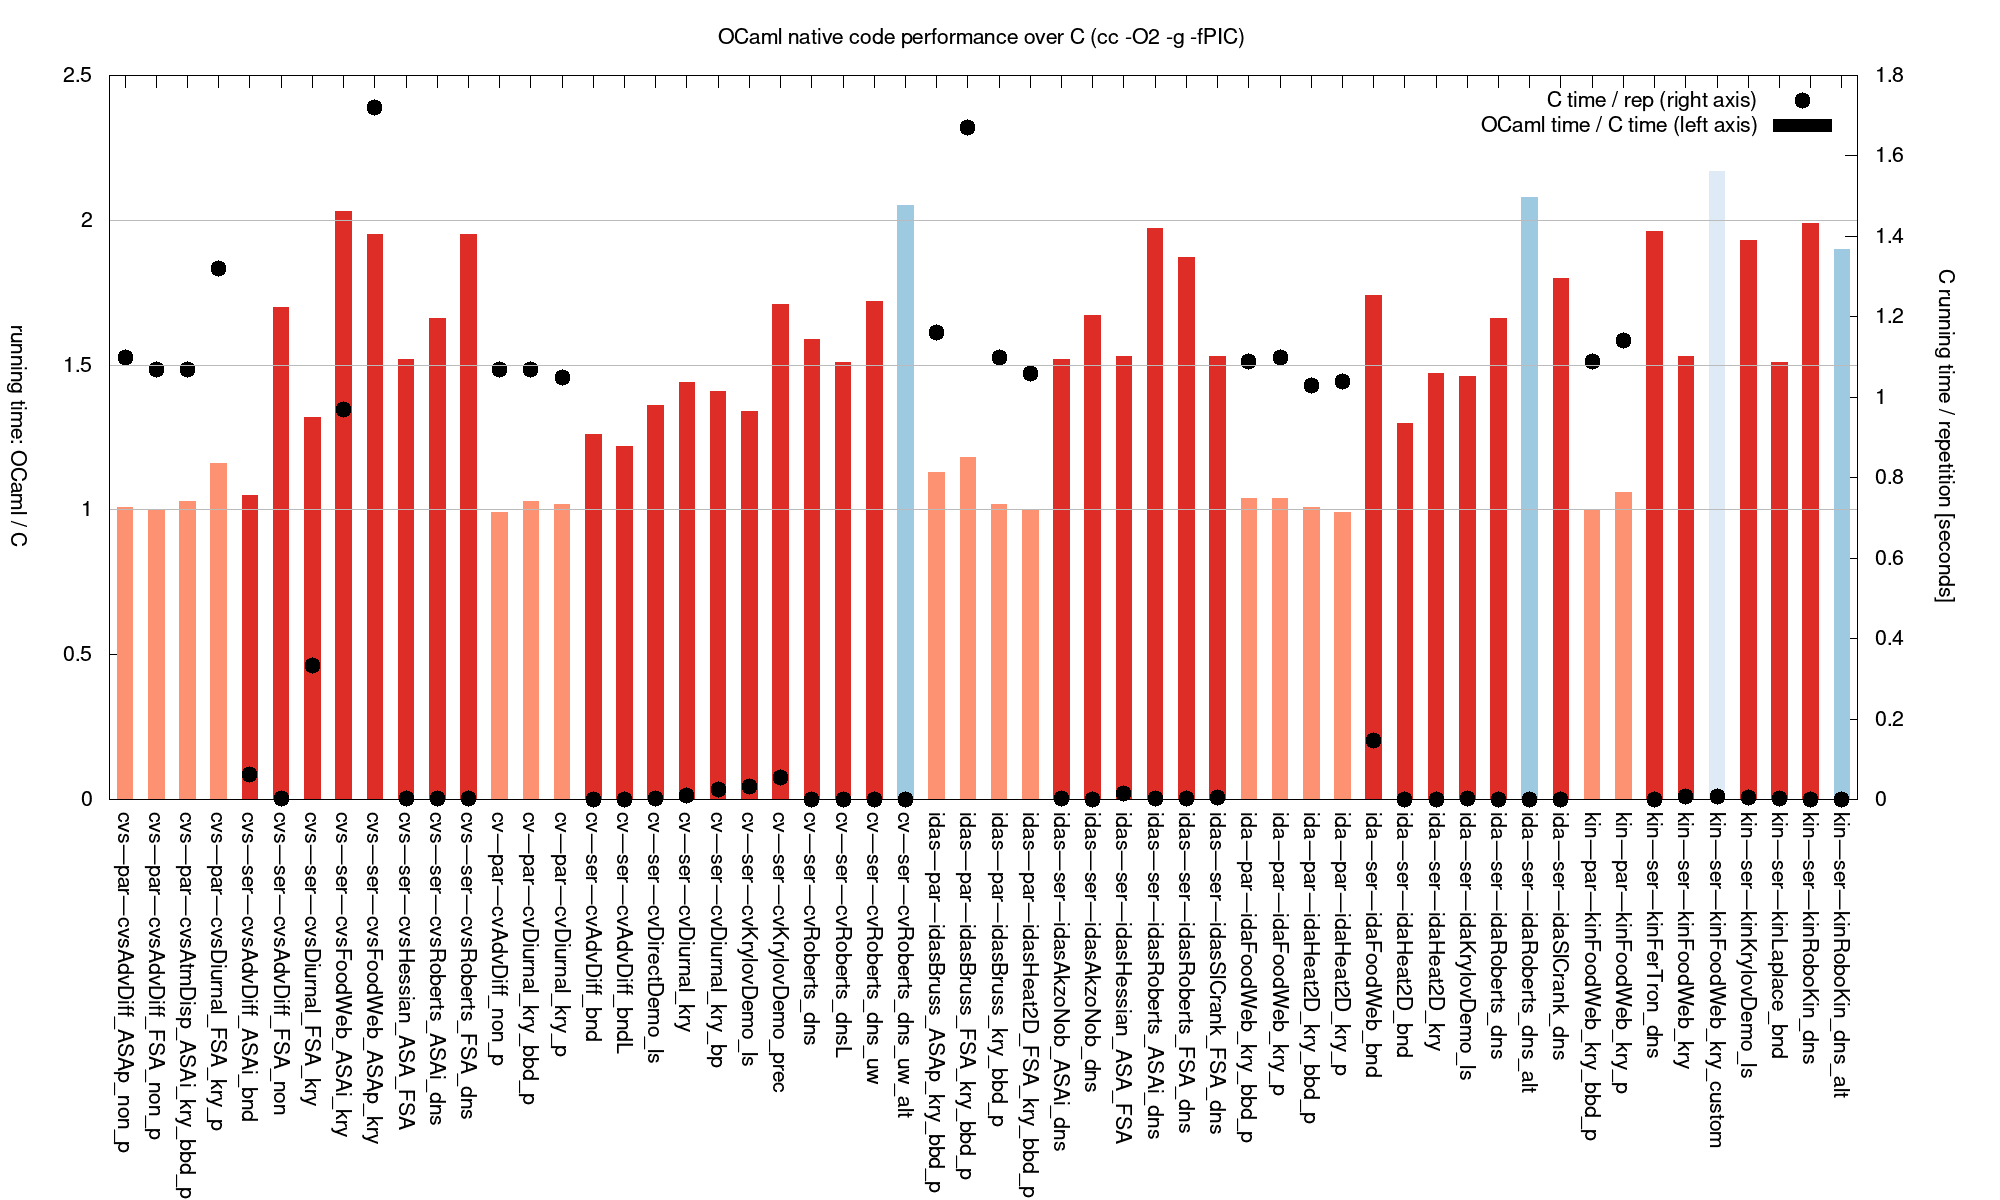 OCaml native code performance over C (cc -O2 -g -fPIC)
C time / rep (right axis)
OCaml time / C time (left axis)
running time: OCaml / C
2.5
2
1.5
1
0.5
0
1.8
1.6
1.4
1.2
1
0.8
0.6
0.4
0.2
0
C running time / repetition [seconds]
cvs—par—cvsAdvDiff_ASAp_non_p
cvs—par—cvsAdvDiff_FSA_non_p
cvs—par—cvsAtmDisp_ASAi_kry_bbd_p
cvs—par—cvsDiurnal_FSA_kry_p
cvs—ser—cvsAdvDiff_ASAi_bnd
cvs—ser—cvsAdvDiff_FSA_non
cvs—ser—cvsDiurnal_FSA_kry
cvs—ser—cvsFoodWeb_ASAi_kry
cvs—ser—cvsFoodWeb_ASAp_kry
cvs—ser—cvsHessian_ASA_FSA
cvs—ser—cvsRoberts_ASAi_dns
cvs—ser—cvsRoberts_FSA_dns
cv—par—cvAdvDiff_non_p
cv—par—cvDiurnal_kry_bbd_p
cv—par—cvDiurnal_kry_p
cv—ser—cvAdvDiff_bnd
cv—ser—cvAdvDiff_bndL
cv—ser—cvDirectDemo_ls
cv—ser—cvDiurnal_kry
cv—ser—cvDiurnal_kry_bp
cv—ser—cvKrylovDemo_ls
cv—ser—cvKrylovDemo_prec
cv—ser—cvRoberts_dns
cv—ser—cvRoberts_dnsL
cv—ser—cvRoberts_dns_uw
cv—ser—cvRoberts_dns_uw_alt
idas—par—idasBruss_ASAp_kry_bbd_p
idas—par—idasBruss_FSA_kry_bbd_p
idas—par—idasBruss_kry_bbd_p
idas—par—idasHeat2D_FSA_kry_bbd_p
idas—ser—idasAkzoNob_ASAi_dns
idas—ser—idasAkzoNob_dns
idas—ser—idasHessian_ASA_FSA
idas—ser—idasRoberts_ASAi_dns
idas—ser—idasRoberts_FSA_dns
idas—ser—idasSlCrank_FSA_dns
ida—par—idaFoodWeb_kry_bbd_p
ida—par—idaFoodWeb_kry_p
ida—par—idaHeat2D_kry_bbd_p
ida—par—idaHeat2D_kry_p
ida—ser—idaFoodWeb_bnd
ida—ser—idaHeat2D_bnd
ida—ser—idaHeat2D_kry
ida—ser—idaKrylovDemo_ls
ida—ser—idaRoberts_dns
ida—ser—idaRoberts_dns_alt
ida—ser—idaSlCrank_dns
kin—par—kinFoodWeb_kry_bbd_p
kin—par—kinFoodWeb_kry_p
kin—ser—kinFerTron_dns
kin—ser—kinFoodWeb_kry
kin—ser—kinFoodWeb_kry_custom
kin—ser—kinKrylovDemo_ls
kin—ser—kinLaplace_bnd
kin—ser—kinRoboKin_dns
kin—ser—kinRoboKin_dns_alt